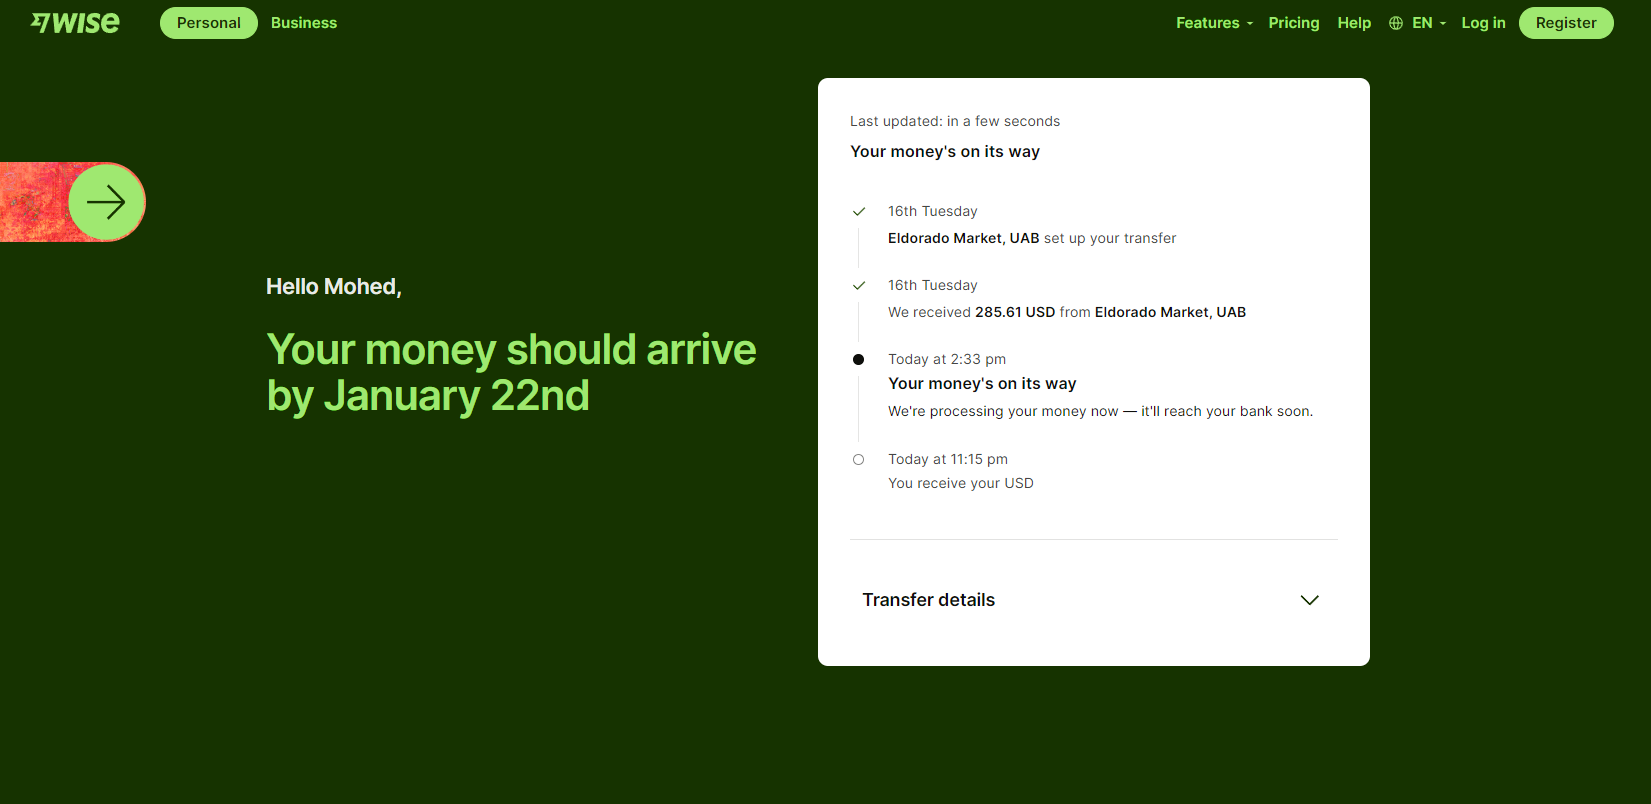 WISE
Personal
Business
Features
Pricing
Help
EN
Log in
Register
Hello Mohed,
Your money should arrive
by January 22nd
Last updated: in a few seconds
Your money's on its way
16th Tuesday
Eldorado Market, UAB set up your transfer
16th Tuesday
We received 285.61 USD from Eldorado Market, UAB
Today at 2:33 pm
Your money's on its way
We're processing your money now — it'll reach your bank soon.
Today at 11:15 pm
You receive your USD
Transfer details